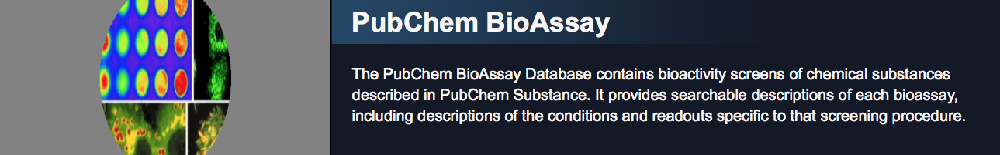 PubChem BioAssay
The PubChem BioAssay Database contains bioactivity screens of chemical substances
described in PubChem Substance. It provides searchable descriptions of each bioassay,
including descriptions of the conditions and readouts specific to that screening procedure.